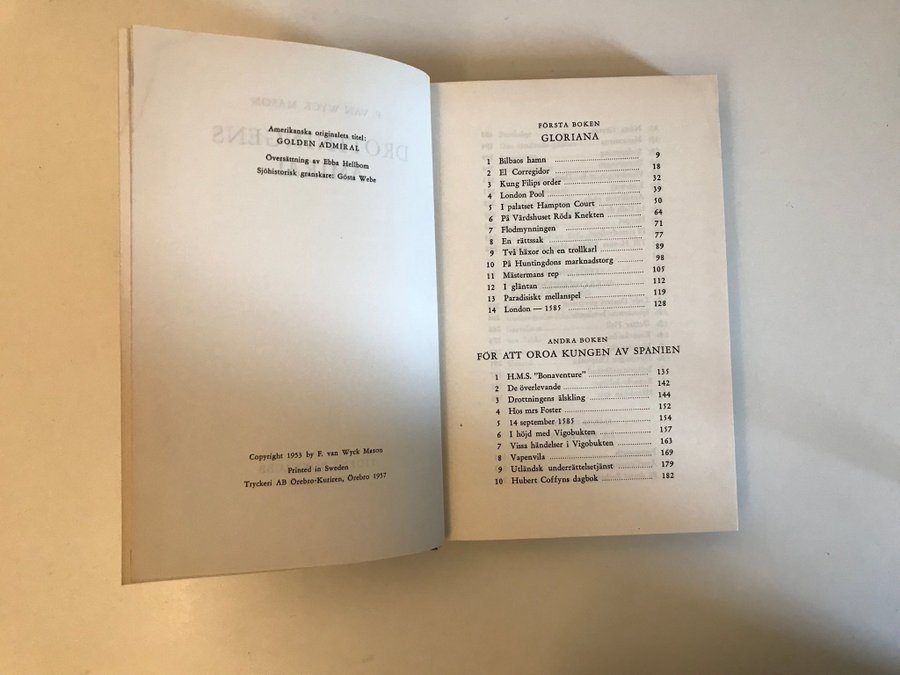 Amerikanska originalets titel:
GOLDEN ADMIRAL
Översättning av Ebba Hellbom
Sjöhistorisk granskare: Gösta Webe
Copyright 1953 by F. van Wyck Mason
Printed in Sweden
Tryckeri AB Örebro-Kuriren, Örebro 1957
FÖRSTA BOKEN
GLORIANA
1 Bilbaos hamn 9
2 El Corregidor 18
3 Kung Filips order 32
4 London Pool 39
5 I palatset Hampton Court 50
6 På Värdshuset Röda Knekten 64
7 Flodmynningen 71
8 En rättssak 77
9 Två häxor och en trollkarl 89
10 På Huntingdons marknadstorg 98
11 Mästermans rep 105
12 I gläntan 112
13 Paradisiskt mellanspel 119
14 London — 1585 128
ANDRA BOKEN
FÖR ATT OROA KUNGEN AV SPANIEN
1 H.M.S. "Bonaventure" 135
2 De överlevande 142
3 Drottningens älskling 144
4 Hos mrs Foster 152
5 14 september 1585 154
6 I höjd med Vigobukten 157
7 Vissa händelser i Vigobukten 163
8 Vapenvila 169
9 Utländsk underrättelsetjänst 179
10 Hubert Coffyns dagbok 182